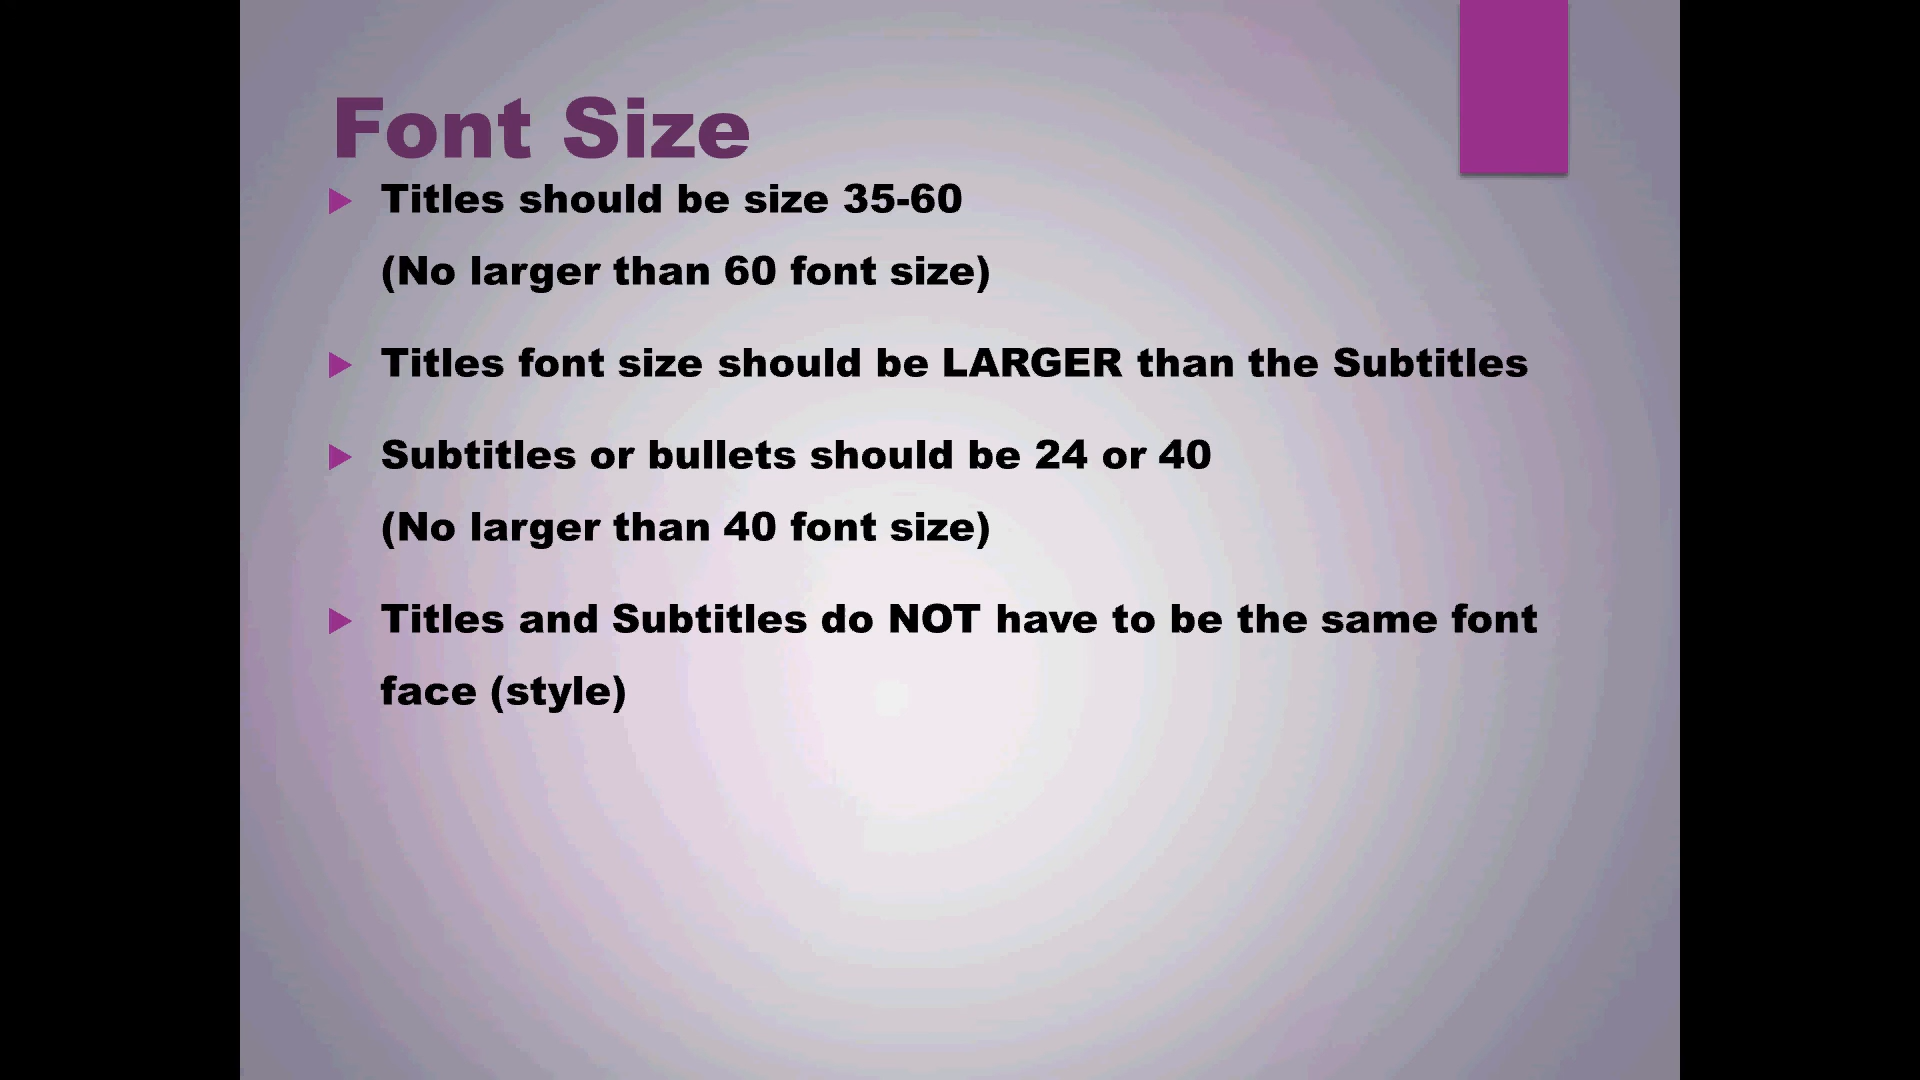 Font Size
Titles should be size 35-60
(No larger than 60 font size)
Titles font size should be LARGER than the Subtitles
Subtitles or bullets should be 24 or 40
(No larger than 40 font size)
Titles and Subtitles do NOT have to be the same font
face (style)